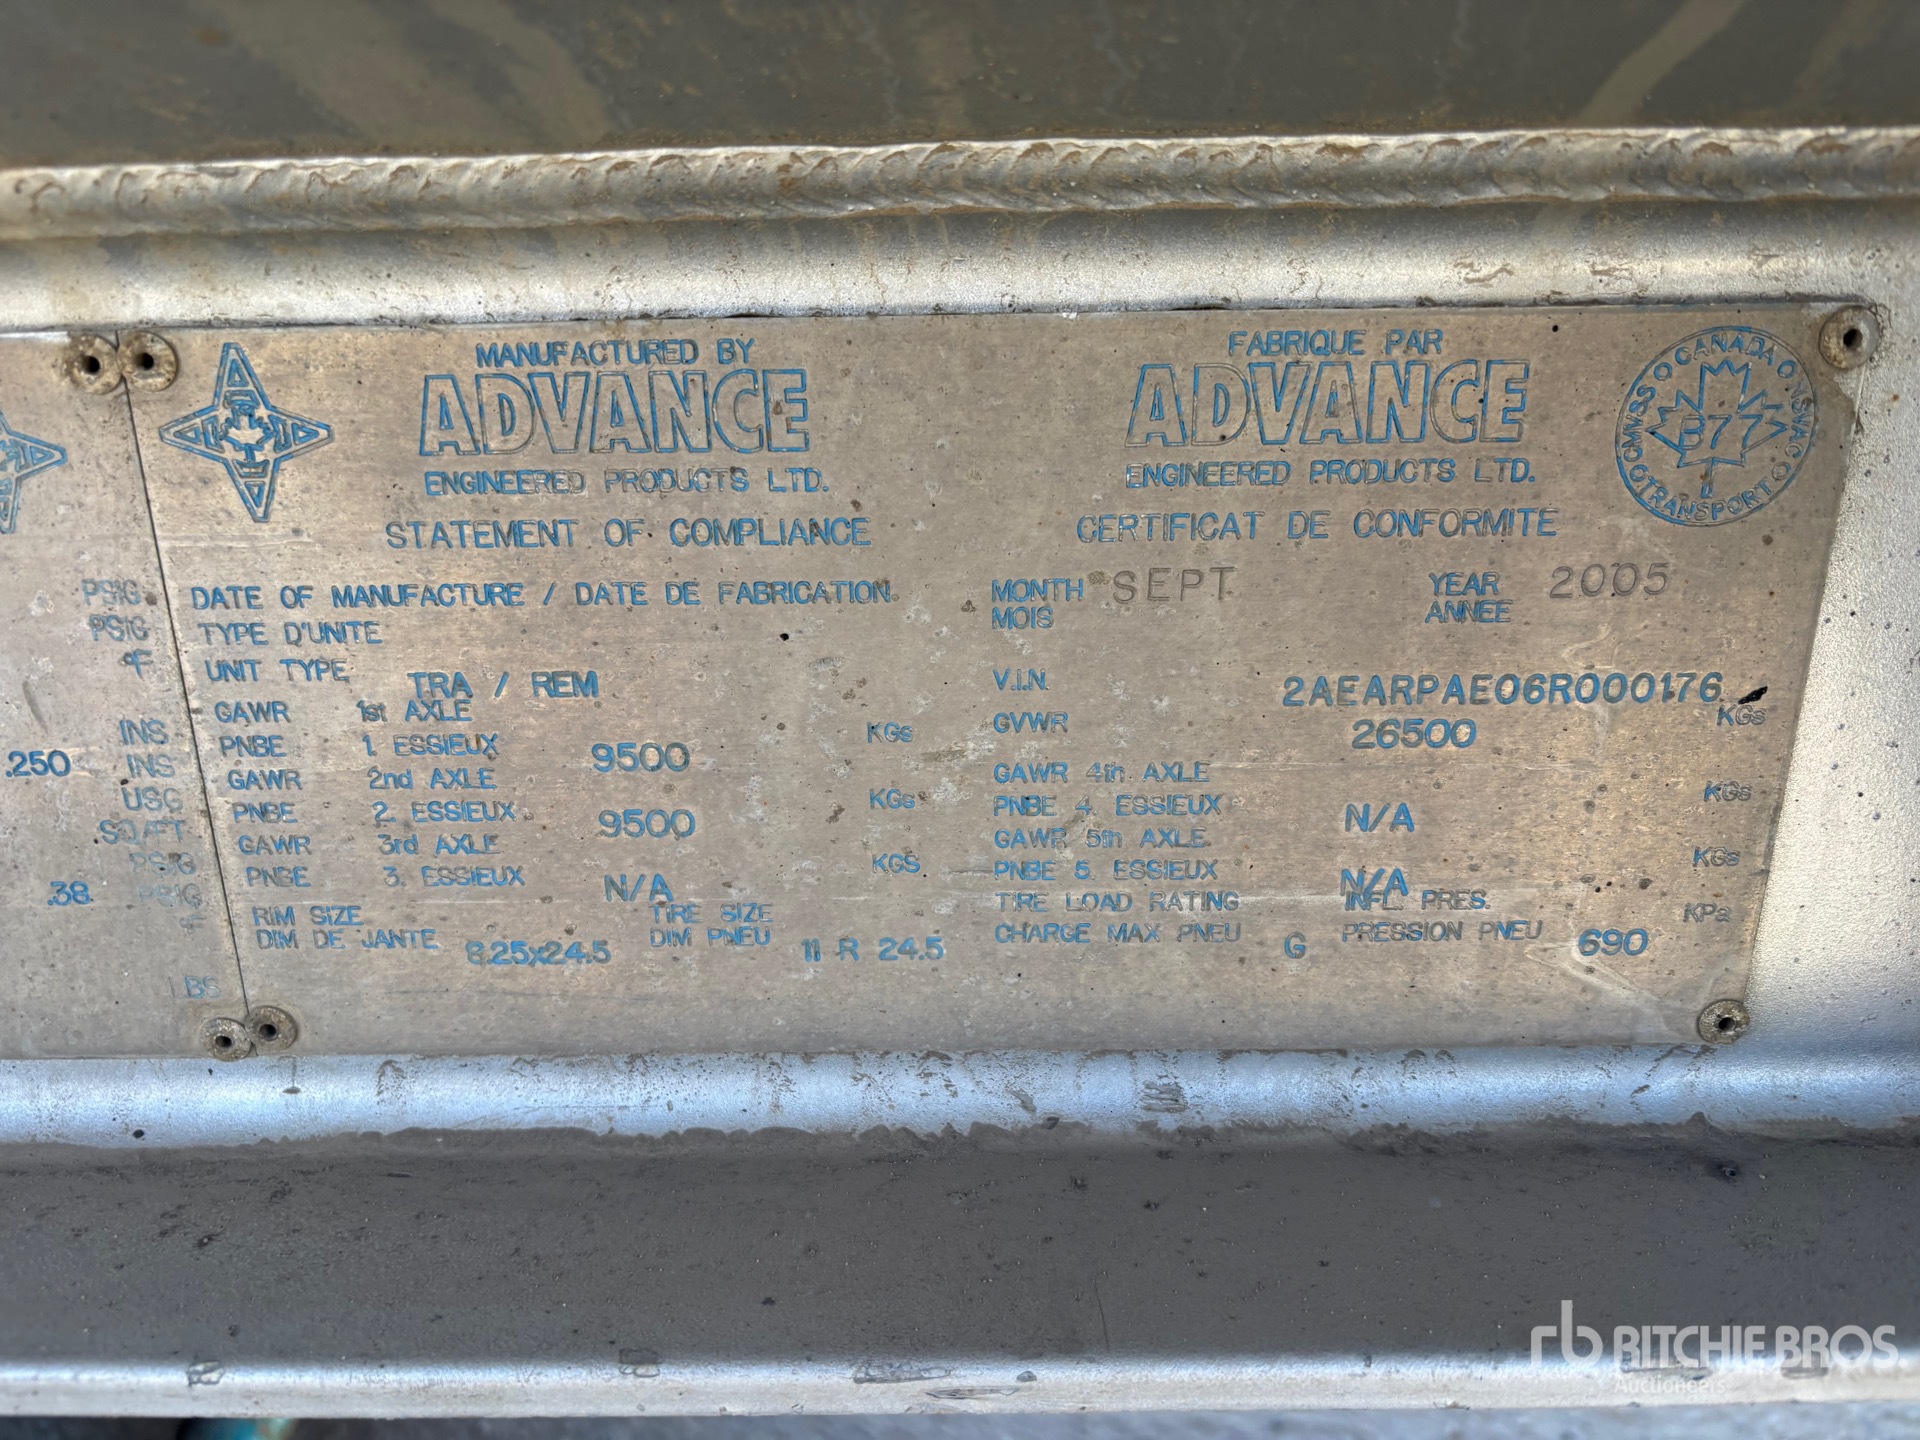 MANUFACTURED BY
ADVANCE
ENGINEERED PRODUCTS LTD.
STATEMENT OF COMPLIANCE
FABRIQUE PAR
ADVANCE
ENGINEERED PRODUCTS LTD.
CERTIFICAT DE CONFORMITE
CANADA
CMVSS
NSVAC
TRANSPORT
DATE OF MANUFACTURE / DATE DE FABRICATION
MONTH SEPT YEAR 2005
MOIS ANNEE
TYPE D'UNITE
UNIT TYPE TRA / REM
V.I.N. 2AEARPAE06R000176
GAWR 1st AXLE
PNBE 1. ESSIEUX 9500 KGs
GVWR 26500 KGs
GAWR 2nd AXLE
PNBE 2. ESSIEUX 9500 KGs
GAWR 4th AXLE
PNBE 4. ESSIEUX N/A KGs
GAWR 3rd AXLE
PNBE 3. ESSIEUX N/A KGS
GAWR 5th AXLE
PNBE 5. ESSIEUX N/A KGs
RIM SIZE TIRE SIZE
DIM DE JANTE 8.25x24.5 DIM PNEU 11 R 24.5
TIRE LOAD RATING INFL. PRES. KPa
CHARGE MAX PNEU G PRESSION PNEU 690
PSIG
PSIG
°F
INS
.250 INS
USG
SQ.FT.
PSIG
.38 PSIG
°F
LBS
rb RITCHIE BROS.
Auctioneers